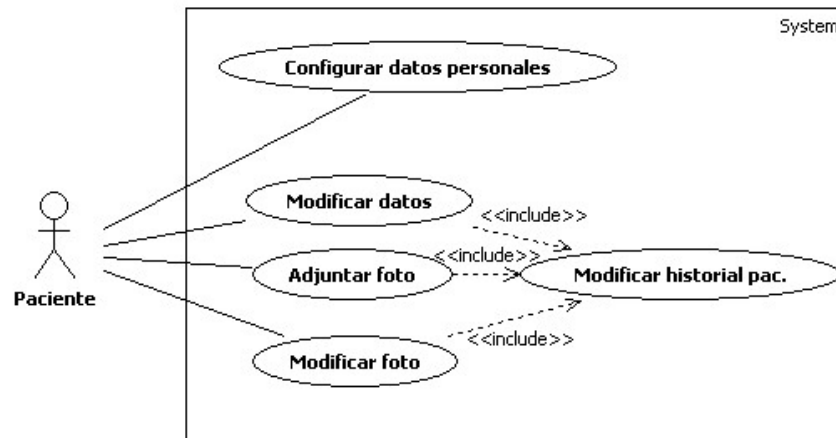 System
Configurar datos personales
Modificar datos
<<include>>
<<include>>
Adjuntar foto
Modificar historial pac.
Paciente
<<include>>
Modificar foto